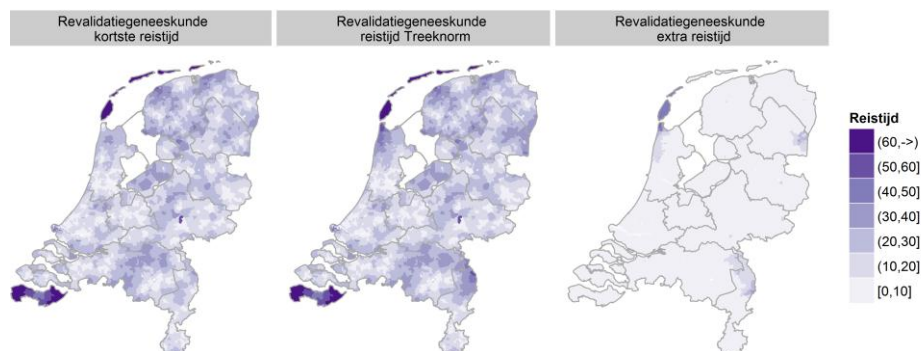 Revalidatiegeneeskunde
kortste reistijd
Revalidatiegeneeskunde
reistijd Treeknorm
Revalidatiegeneeskunde
extra reistijd
Reistijd
(60,->)
(50,60]
(40,50]
(30,40]
(20,30]
(10,20]
[0,10]